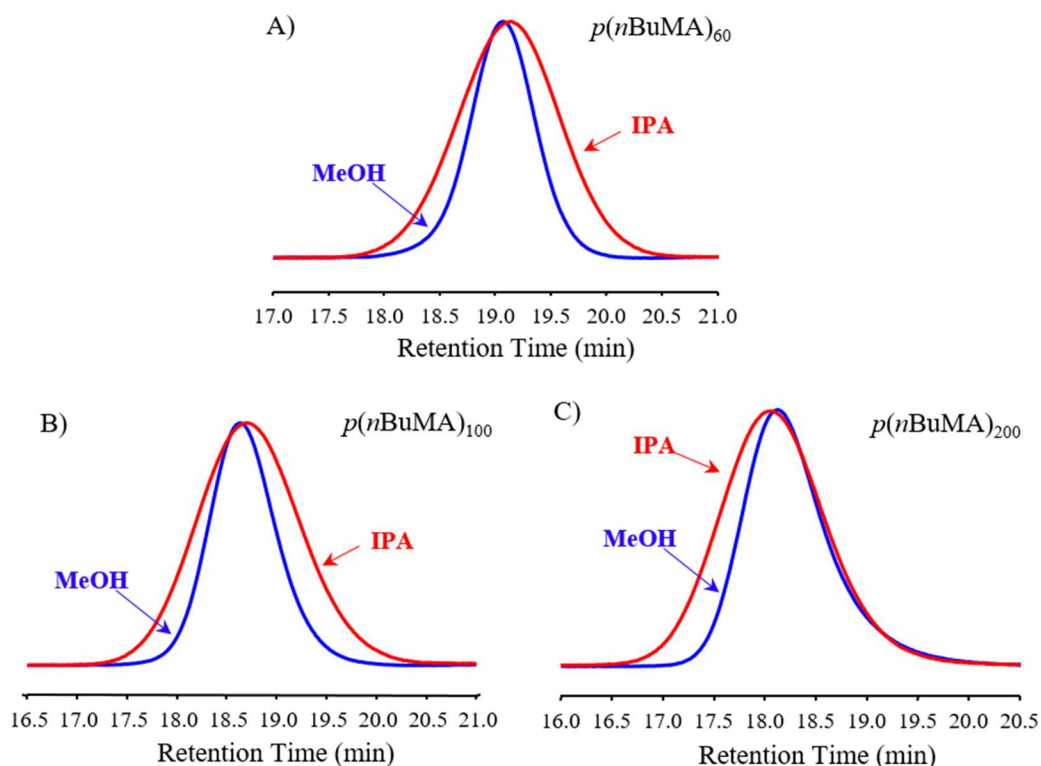 A)
p(nBuMA)60
IPA
MeOH
17.0 17.5 18.0 18.5 19.0 19.5 20.0 20.5 21.0
Retention Time (min)
B)
p(nBuMA)100
IPA
MeOH
16.5 17.0 17.5 18.0 18.5 19.0 19.5 20.0 20.5 21.0
Retention Time (min)
C)
p(nBuMA)200
IPA
MeOH
16.0 16.5 17.0 17.5 18.0 18.5 19.0 19.5 20.0 20.5
Retention Time (min)